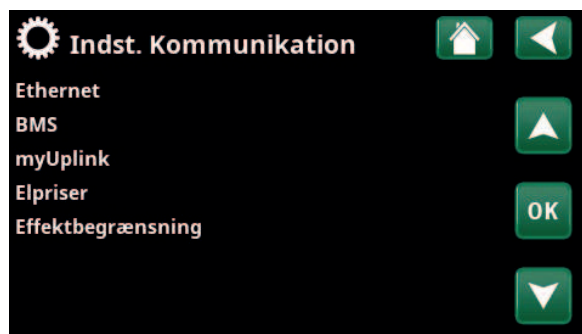 Indst. Kommunikation
Ethernet
BMS
myUplink
Elpriser
Effektbegrænsning
OK